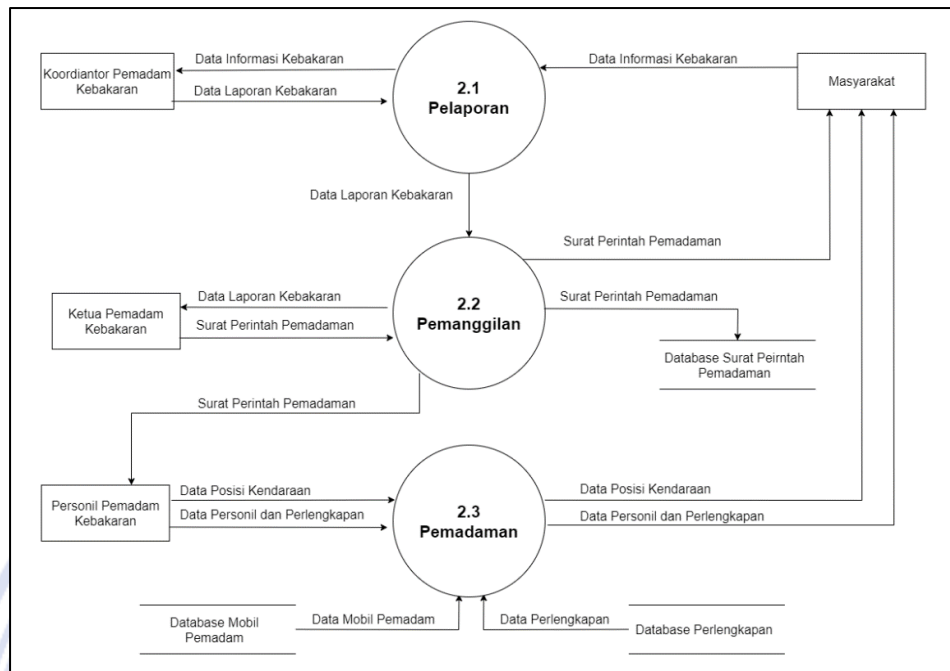 Data Informasi Kebakaran
Data Informasi Kebakaran
Koordiantor Pemadam
Kebakaran
2.1
Pelaporan
Masyarakat
Data Laporan Kebakaran
Data Laporan Kebakaran
Surat Perintah Pemadaman
Data Laporan Kebakaran
Surat Perintah Pemadaman
Ketua Pemadam
Kebakaran
2.2
Pemanggilan
Surat Perintah Pemadaman
Database Surat Peirntah
Pemadaman
Surat Perintah Pemadaman
Data Posisi Kendaraan
Data Posisi Kendaraan
Personil Pemadam
Kebakaran
2.3
Pemadaman
Data Personil dan Perlengkapan
Data Personil dan Perlengkapan
Database Mobil
Pemadam
Data Mobil Pemadam
Data Perlengkapan
Database Perlengkapan